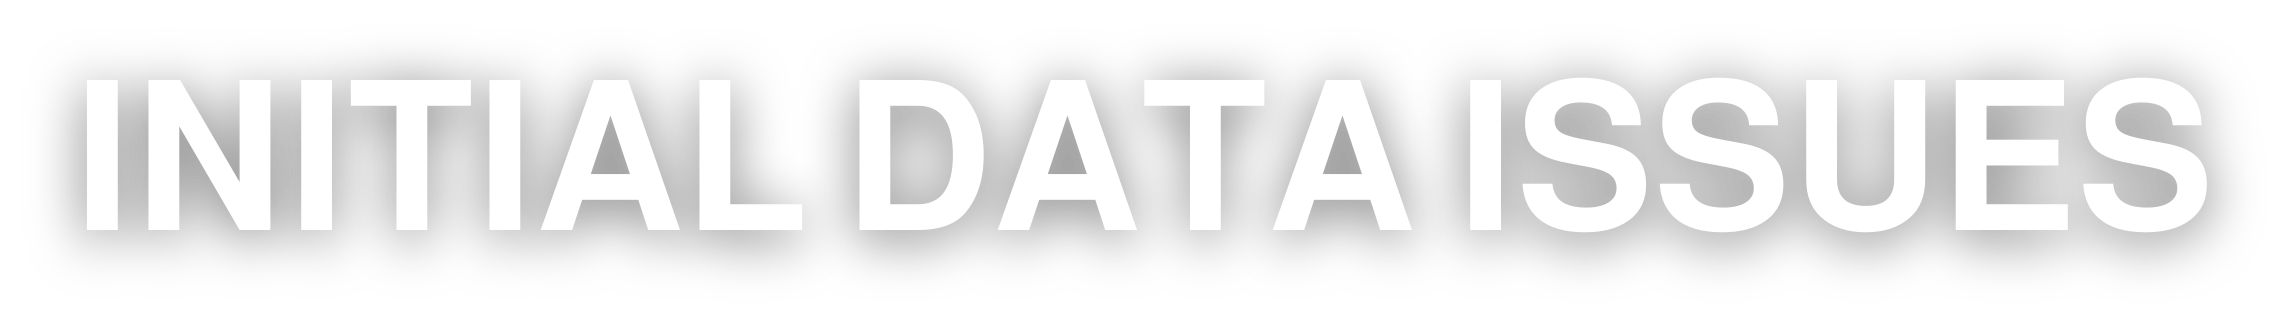 INITIAL DATA ISSUES